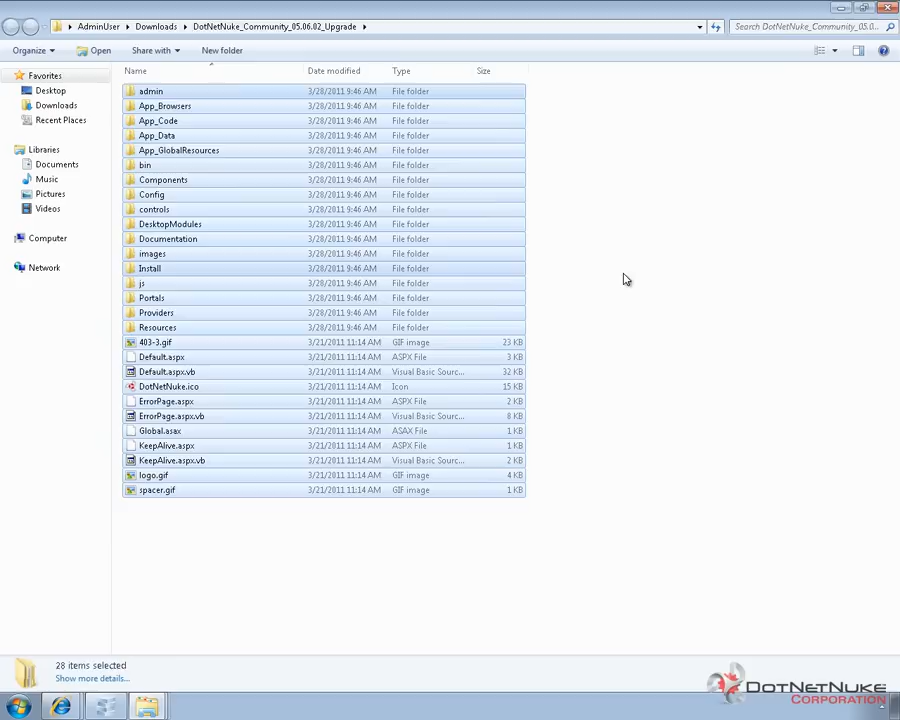 AdminUser ▸ Downloads ▸ DotNetNuke_Community_05.06.02_Upgrade ▸
Search DotNetNuke_Community_05.0...
Organize Open Share with New folder
Name Date modified Type Size
Favorites
Desktop
Downloads
Recent Places
Libraries
Documents
Music
Pictures
Videos
Computer
Network
admin 3/28/2011 9:46 AM File folder
App_Browsers 3/28/2011 9:46 AM File folder
App_Code 3/28/2011 9:46 AM File folder
App_Data 3/28/2011 9:46 AM File folder
App_GlobalResources 3/28/2011 9:46 AM File folder
bin 3/28/2011 9:46 AM File folder
Components 3/28/2011 9:46 AM File folder
Config 3/28/2011 9:46 AM File folder
controls 3/28/2011 9:46 AM File folder
DesktopModules 3/28/2011 9:46 AM File folder
Documentation 3/28/2011 9:46 AM File folder
images 3/28/2011 9:46 AM File folder
Install 3/28/2011 9:46 AM File folder
js 3/28/2011 9:46 AM File folder
Portals 3/28/2011 9:46 AM File folder
Providers 3/28/2011 9:46 AM File folder
Resources 3/28/2011 9:46 AM File folder
403-3.gif 3/21/2011 11:14 AM GIF image 23 KB
Default.aspx 3/21/2011 11:14 AM ASPX File 3 KB
Default.aspx.vb 3/21/2011 11:14 AM Visual Basic Sourc... 32 KB
DotNetNuke.ico 3/21/2011 11:14 AM Icon 15 KB
ErrorPage.aspx 3/21/2011 11:14 AM ASPX File 2 KB
ErrorPage.aspx.vb 3/21/2011 11:14 AM Visual Basic Sourc... 8 KB
Global.asax 3/21/2011 11:14 AM ASAX File 1 KB
KeepAlive.aspx 3/21/2011 11:14 AM ASPX File 1 KB
KeepAlive.aspx.vb 3/21/2011 11:14 AM Visual Basic Sourc... 2 KB
logo.gif 3/21/2011 11:14 AM GIF image 4 KB
spacer.gif 3/21/2011 11:14 AM GIF image 1 KB
28 items selected
Show more details...
DOTNETNUKE
CORPORATION